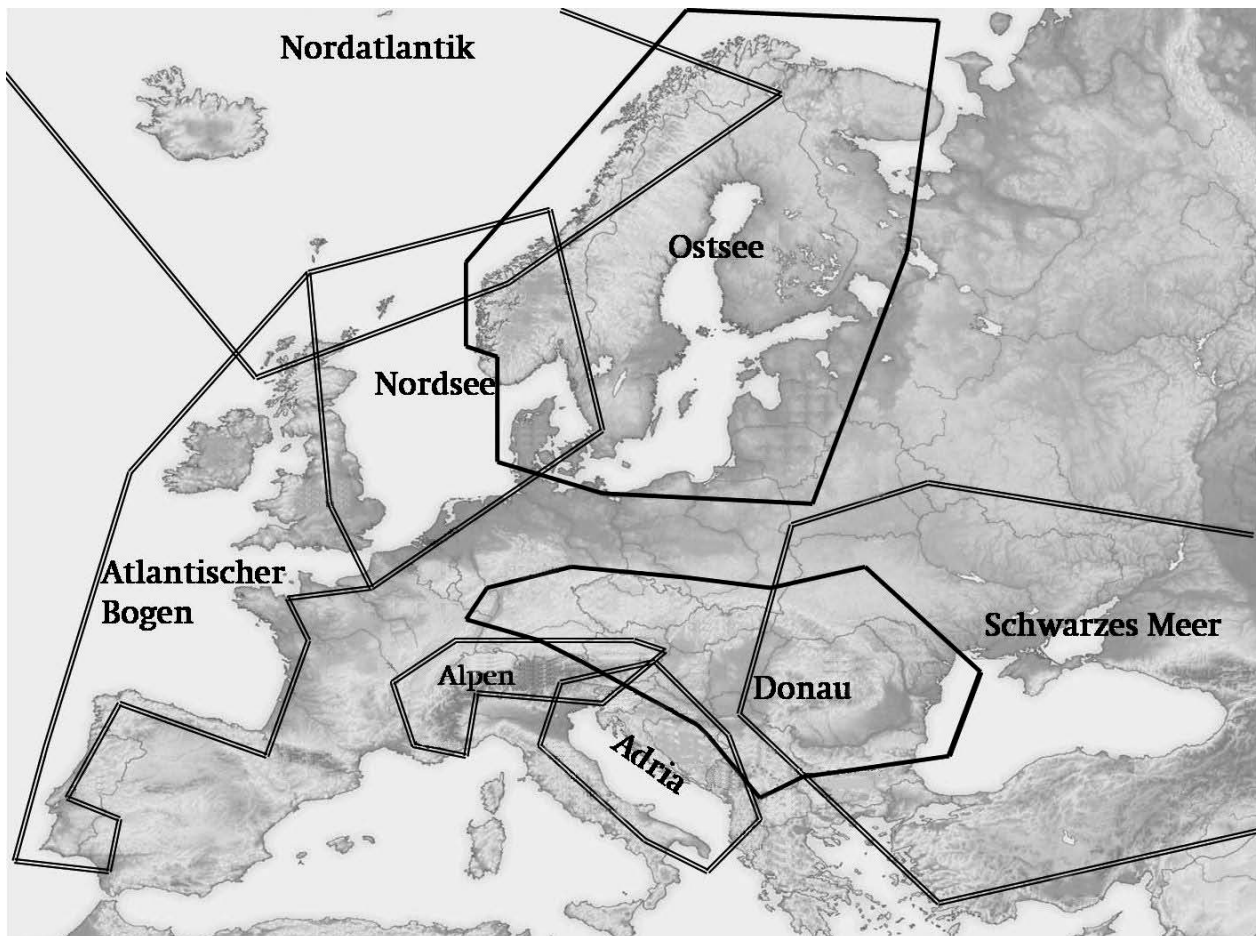 Nordatlantik
Ostsee
Nordsee
Atlantischer
Bogen
Schwarzes Meer
Alpen
Donau
Adria